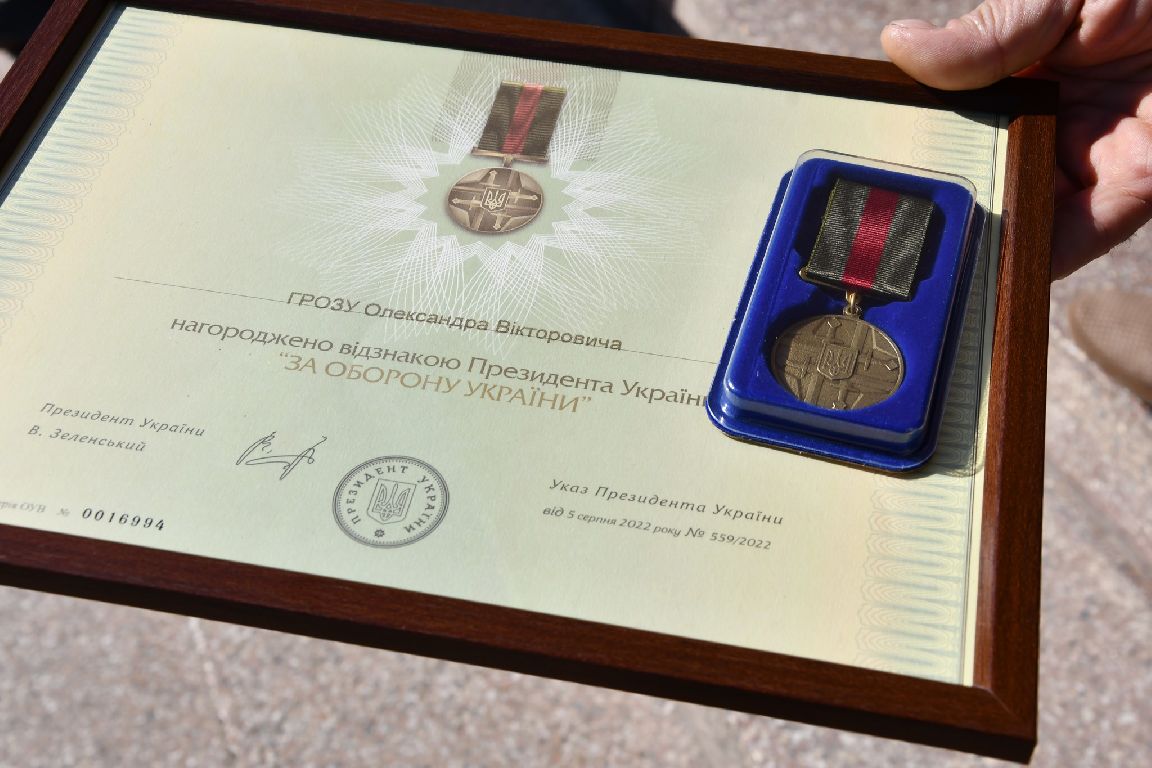 ГРОЗУ Олександра Вікторовича
нагороджено відзнакою Президента України
“ЗА ОБОРОНУ УКРАЇНИ”
Президент України
В. Зеленський
ПРЕЗИДЕНТ УКРАЇНИ
Указ Президента України
від 5 серпня 2022 року № 559/2022
ОУВ № 0016994